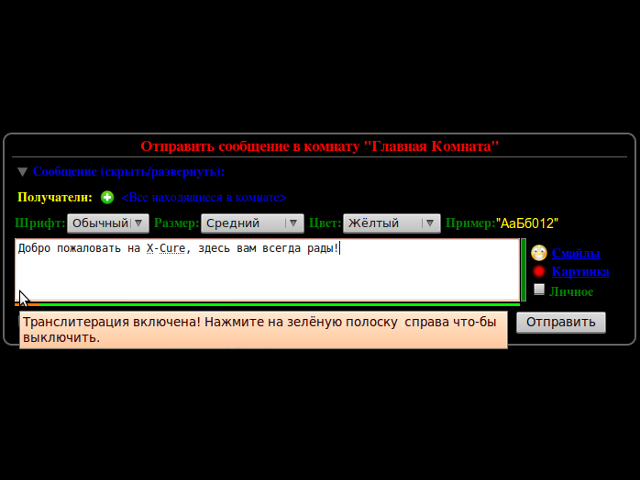 Отправить сообщение в комнату "Главная Комната"
Сообщение (скрыть/развернуть):
Получатели: <Все находящиеся в комнате>
Шрифт: Обычный Размер: Средний Цвет: Жёлтый Пример:"АаБб012"
Добро пожаловать на X-Cure, здесь вам всегда рады!
Смайлы
Картинка
Личное
Транслитерация включена! Нажмите на зелёную полоску справа что-бы
выключить.
Отправить